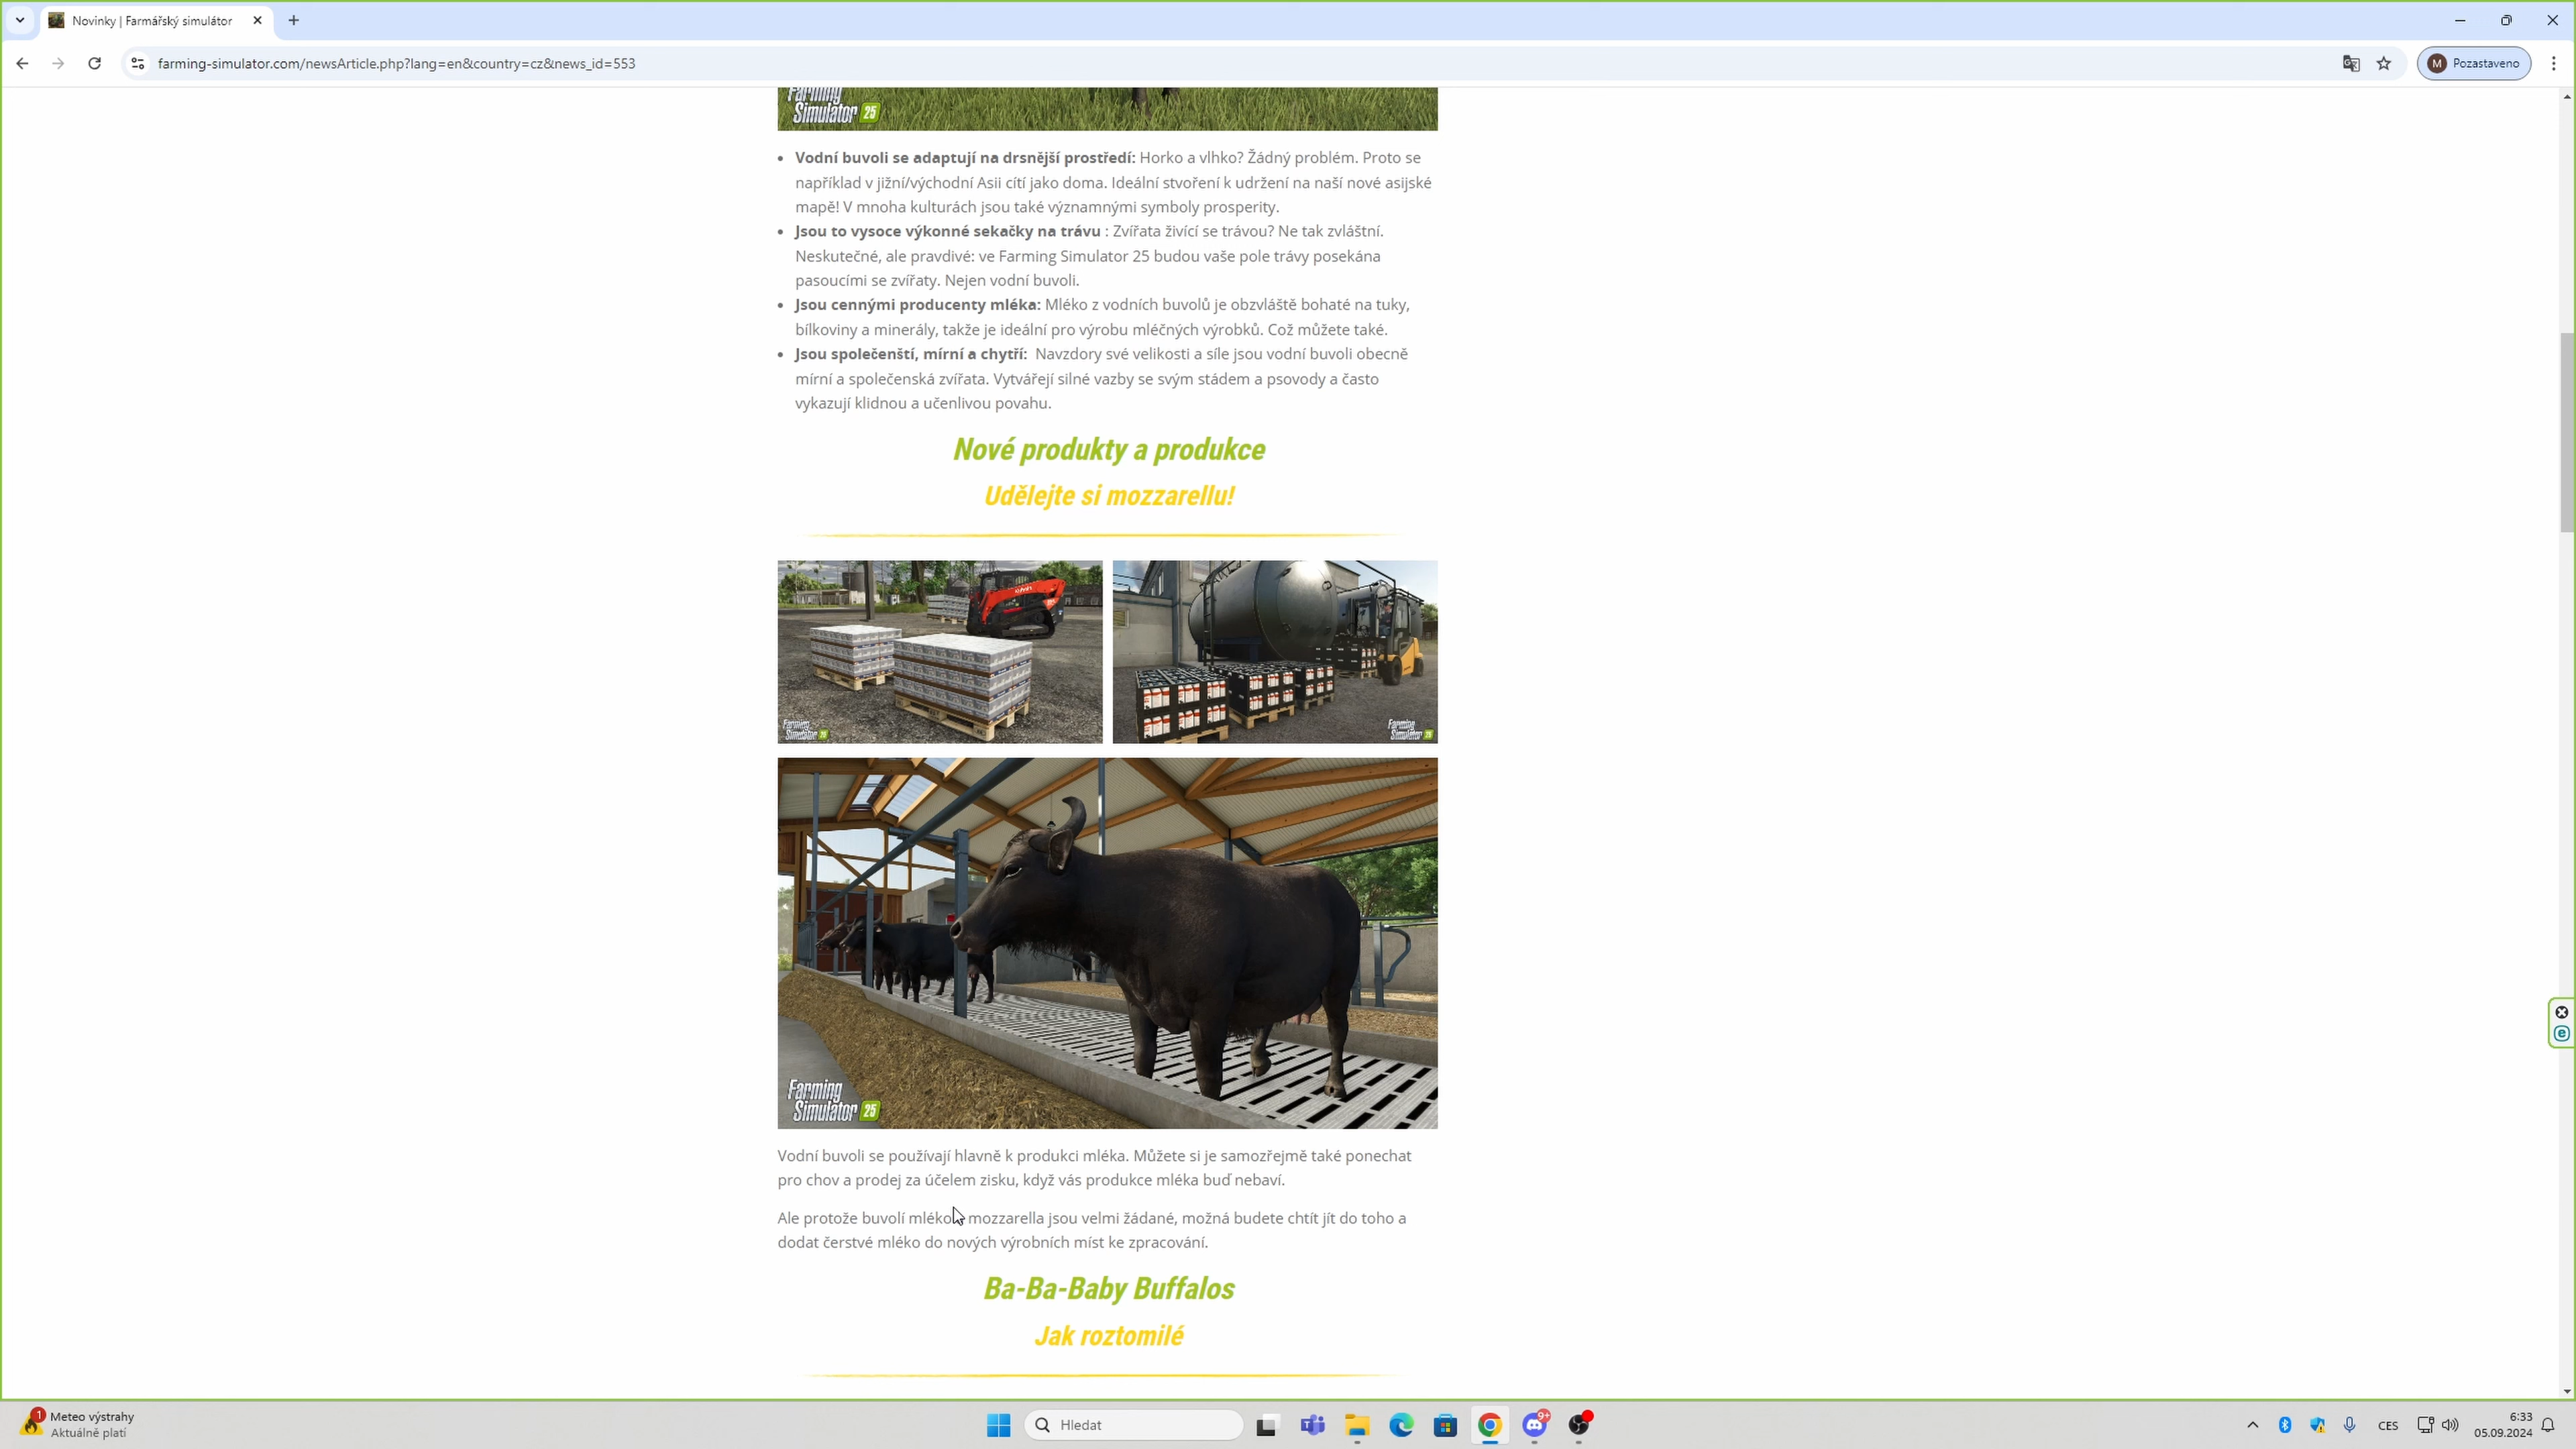 Novinky | Farmářský simulátor
farming-simulator.com/newsArticle.php?lang=en&country=cz&news_id=553
M Pozastaveno
Farming
Simulator 25
Vodní buvoli se adaptují na drsnější prostředí: Horko a vlhko? Žádný problém. Proto se
například v jižní/východní Asii cítí jako doma. Ideální stvoření k udržení na naší nové asijské
mapě! V mnoha kulturách jsou také významnými symboly prosperity.
Jsou to vysoce výkonné sekačky na trávu : Zvířata živící se trávou? Ne tak zvláštní.
Neskutečné, ale pravdivé: ve Farming Simulator 25 budou vaše pole trávy posekána
pasoucími se zvířaty. Nejen vodní buvoli.
Jsou cennými producenty mléka: Mléko z vodních buvolů je obzvláště bohaté na tuky,
bílkoviny a minerály, takže je ideální pro výrobu mléčných výrobků. Což můžete také.
Jsou společenští, mírní a chytří: Navzdory své velikosti a síle jsou vodní buvoli obecně
mírní a společenská zvířata. Vytvářejí silné vazby se svým stádem a psovody a často
vykazují klidnou a učenlivou povahu.
Nové produkty a produkce
Udělejte si mozzarellu!
Farming
Simulator 25
Farming
Simulator 25
Farming
Simulator 25
Vodní buvoli se používají hlavně k produkci mléka. Můžete si je samozřejmě také ponechat
pro chov a prodej za účelem zisku, když vás produkce mléka buď nebaví.
Ale protože buvolí mléko mozzarella jsou velmi žádané, možná budete chtít jít do toho a
dodat čerstvé mléko do nových výrobních míst ke zpracování.
Ba-Ba-Baby Buffalos
Jak roztomilé
1
Meteo výstrahy
Aktuálně platí
Hledat
9+
CES
6:33
05.09.2024